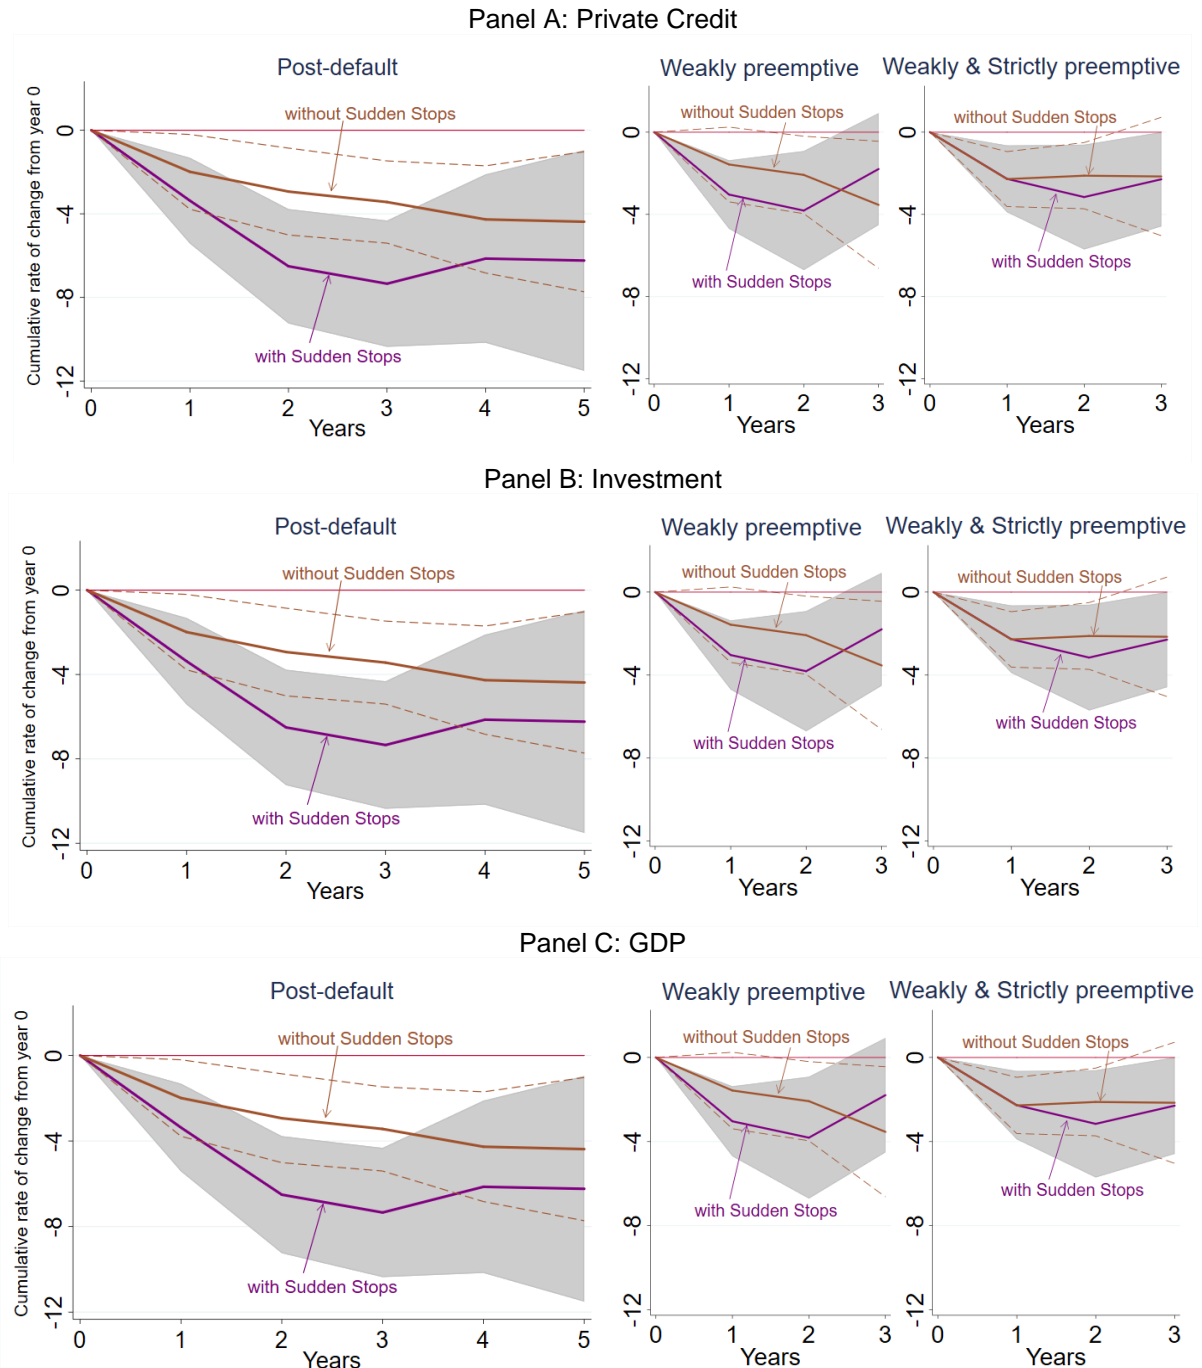 Panel A: Private Credit
Post-default
Weakly preemptive
Weakly & Strictly preemptive
Cumulative rate of change from year 0
without Sudden Stops
without Sudden Stops
without Sudden Stops
with Sudden Stops
with Sudden Stops
with Sudden Stops
0
-4
-8
-12
0
-4
-8
-12
0
-4
-8
-12
0 1 2 3 4 5
0 1 2 3
0 1 2 3
Years
Years
Years
Panel B: Investment
Post-default
Weakly preemptive
Weakly & Strictly preemptive
Cumulative rate of change from year 0
without Sudden Stops
without Sudden Stops
without Sudden Stops
with Sudden Stops
with Sudden Stops
with Sudden Stops
0
-4
-8
-12
0
-4
-8
-12
0
-4
-8
-12
0 1 2 3 4 5
0 1 2 3
0 1 2 3
Years
Years
Years
Panel C: GDP
Post-default
Weakly preemptive
Weakly & Strictly preemptive
Cumulative rate of change from year 0
without Sudden Stops
without Sudden Stops
without Sudden Stops
with Sudden Stops
with Sudden Stops
with Sudden Stops
0
-4
-8
-12
0
-4
-8
-12
0
-4
-8
-12
0 1 2 3 4 5
0 1 2 3
0 1 2 3
Years
Years
Years